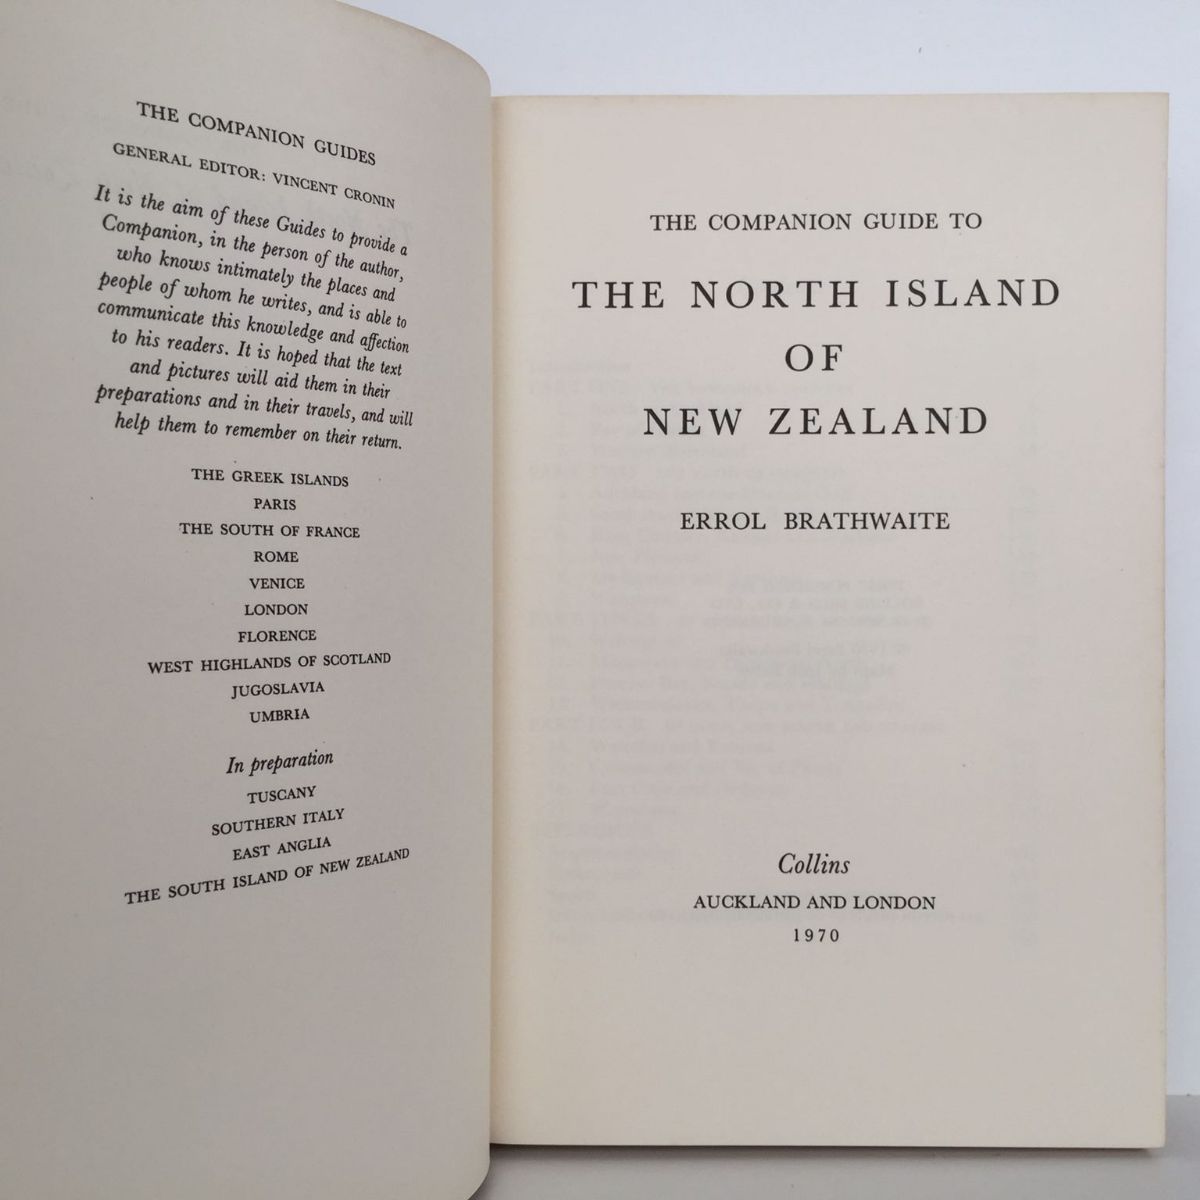 THE COMPANION GUIDES
GENERAL EDITOR: VINCENT CRONIN
It is the aim of these Guides to provide a
Companion, in the person of the author,
who knows intimately the places and
people of whom he writes, and is able to
communicate this knowledge and affection
to his readers. It is hoped that the text
and pictures will aid them in their
preparations and in their travels, and will
help them to remember on their return.
THE GREEK ISLANDS
PARIS
THE SOUTH OF FRANCE
ROME
VENICE
LONDON
FLORENCE
WEST HIGHLANDS OF SCOTLAND
JUGOSLAVIA
UMBRIA
In preparation
TUSCANY
SOUTHERN ITALY
EAST ANGLIA
THE SOUTH ISLAND OF NEW ZEALAND
THE COMPANION GUIDE TO
THE NORTH ISLAND
OF
NEW ZEALAND
ERROL BRATHWAITE
Collins
AUCKLAND AND LONDON
1970